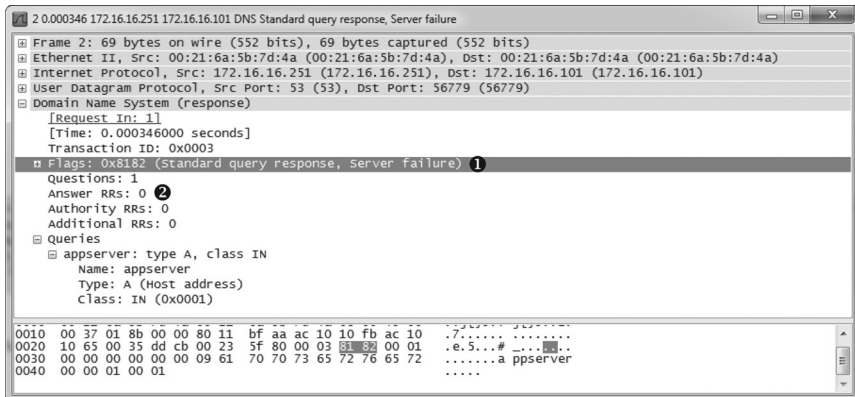 2 0.000346 172.16.16.251 172.16.16.101 DNS Standard query response, Server failure
Frame 2: 69 bytes on wire (552 bits), 69 bytes captured (552 bits)
Ethernet II, Src: 00:21:6a:5b:7d:4a (00:21:6a:5b:7d:4a), Dst: 00:21:6a:5b:7d:4a (00:21:6a:5b:7d:4a)
Internet Protocol, Src: 172.16.16.251 (172.16.16.251), Dst: 172.16.16.101 (172.16.16.101)
User Datagram Protocol, Src Port: 53 (53), Dst Port: 56779 (56779)
Domain Name System (response)
[Request In: 1]
[Time: 0.000346000 seconds]
Transaction ID: 0x0003
Flags: 0x8182 (Standard query response, Server failure) ❶
Questions: 1
Answer RRs: 0 ❷
Authority RRs: 0
Additional RRs: 0
Queries
appserver: type A, class IN
Name: appserver
Type: A (Host address)
Class: IN (0x0001)
0010 00 37 01 8b 00 00 80 11 bf aa ac 10 10 fb ac 10 .7...... ........
0020 10 65 00 35 dd cb 00 23 5f 80 00 03 81 82 00 01 .e.5...# _.......
0030 00 00 00 00 00 00 09 61 70 70 73 65 72 76 65 72 .......a ppserver
0040 00 00 01 00 01 .....